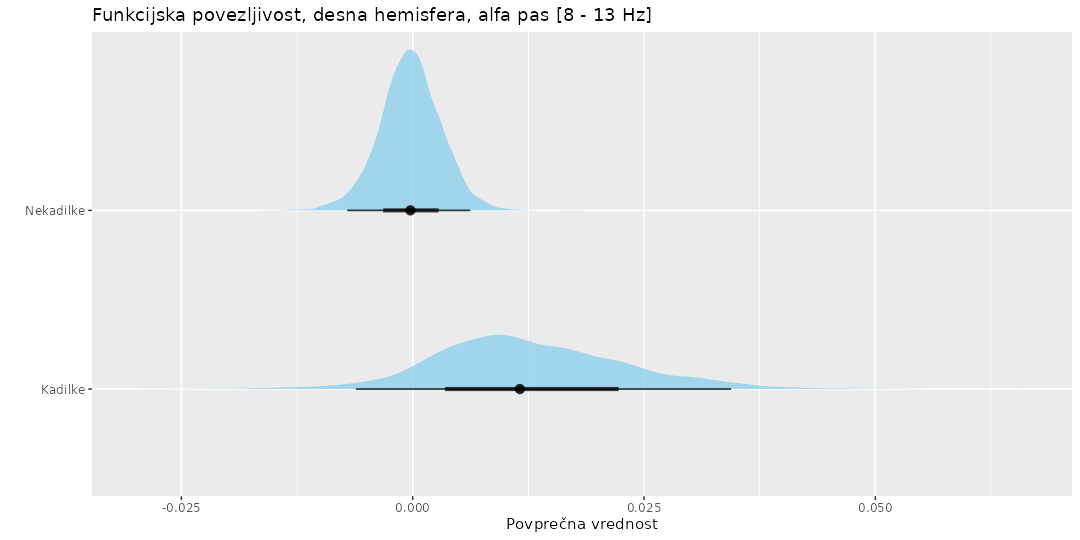 Funkcijska povezljivost, desna hemisfera, alfa pas [8 - 13 Hz]
Nekadilke
Kadilke
-0.025 0.000 0.025 0.050
Povprečna vrednost